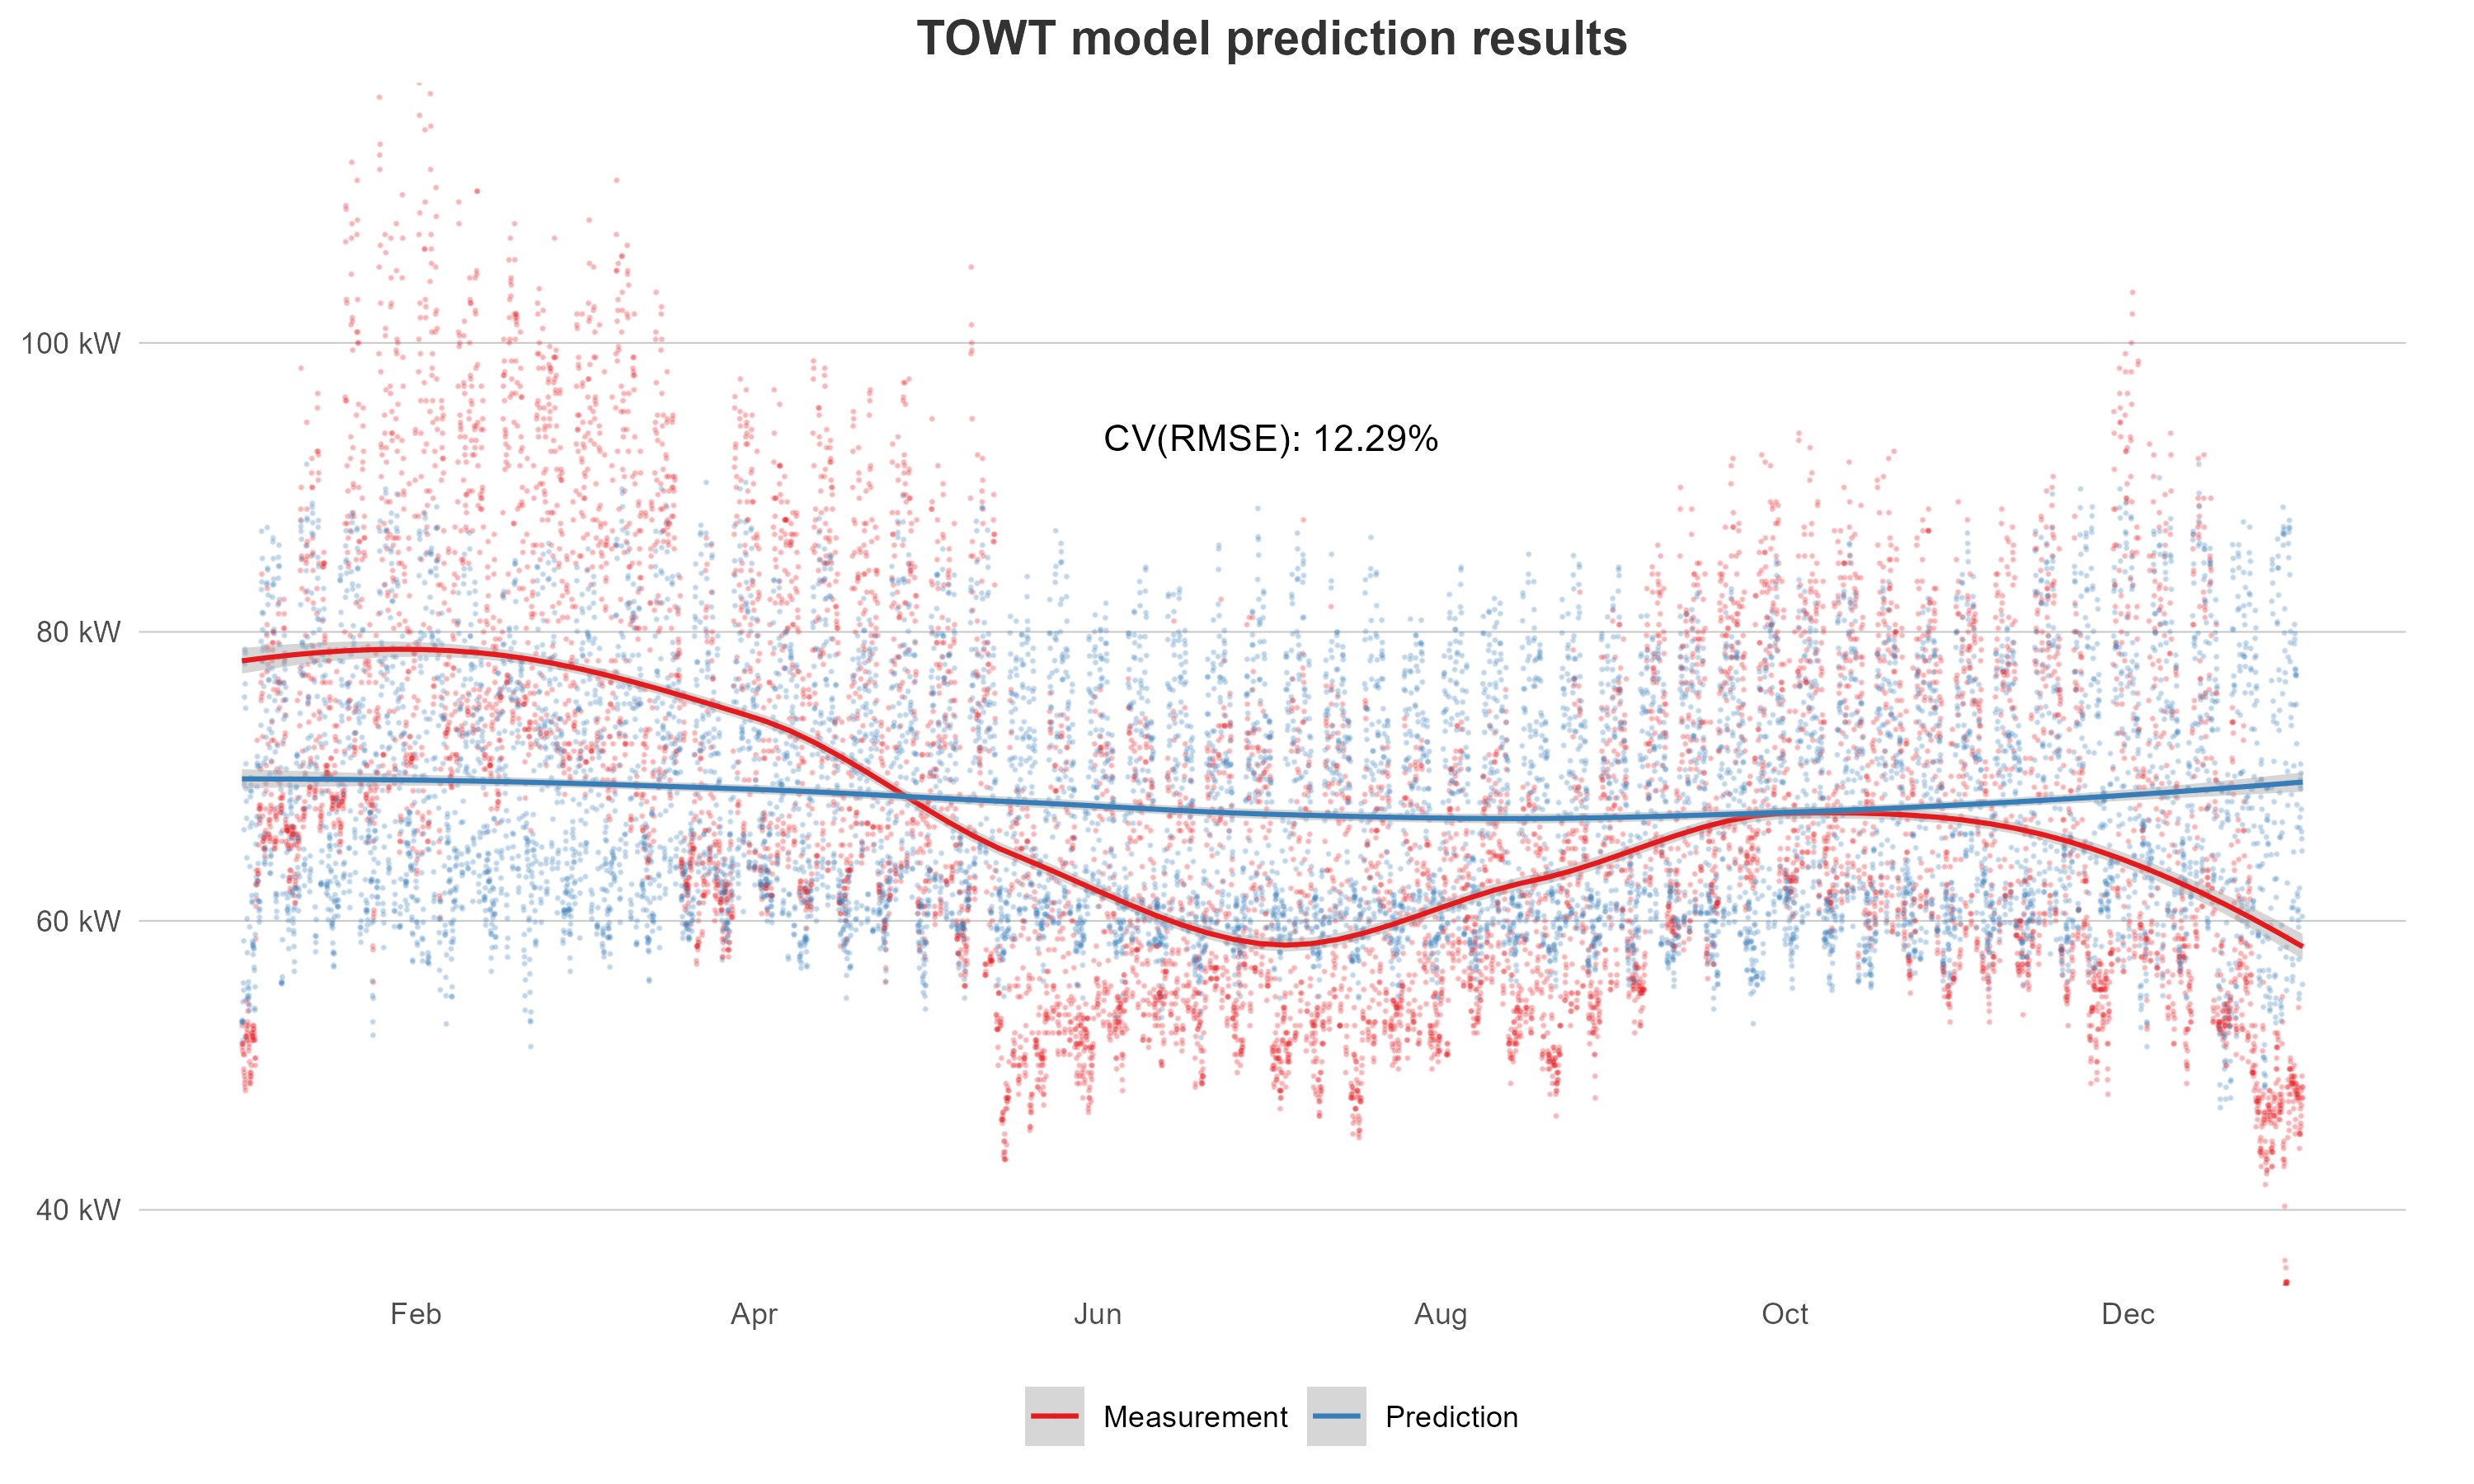 TOWT model prediction results
100 kW
80 kW
60 kW
40 kW
CV(RMSE): 12.29%
Feb Apr Jun Aug Oct Dec
Measurement Prediction